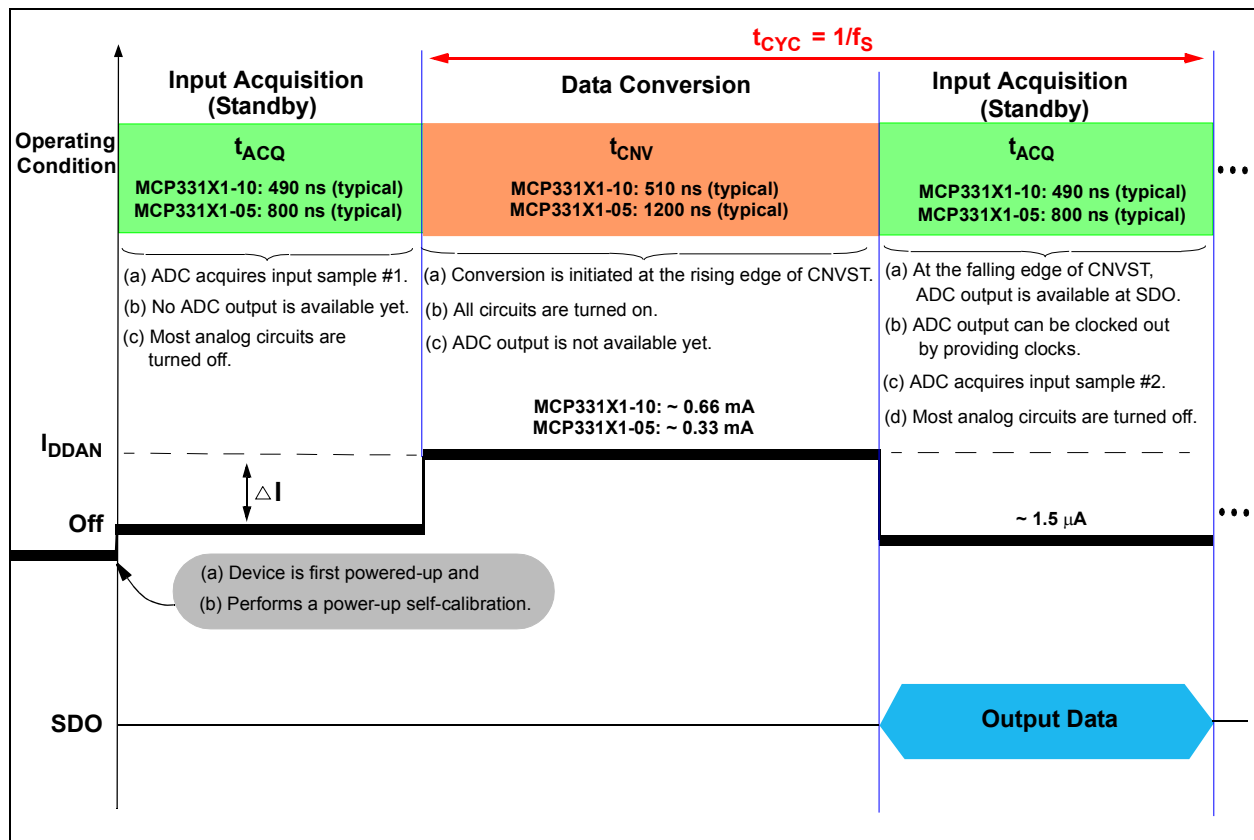 tCYC = 1/fS
Input Acquisition
(Standby)
Data Conversion
Input Acquisition
(Standby)
Operating
Condition
tACQ
MCP331X1-10: 490 ns (typical)
MCP331X1-05: 800 ns (typical)
tCNV
MCP331X1-10: 510 ns (typical)
MCP331X1-05: 1200 ns (typical)
tACQ
MCP331X1-10: 490 ns (typical)
MCP331X1-05: 800 ns (typical)
(a) ADC acquires input sample #1.
(b) No ADC output is available yet.
(c) Most analog circuits are
turned off.
(a) Conversion is initiated at the rising edge of CNVST.
(b) All circuits are turned on.
(c) ADC output is not available yet.
(a) At the falling edge of CNVST,
ADC output is available at SDO.
(b) ADC output can be clocked out
by providing clocks.
(c) ADC acquires input sample #2.
(d) Most analog circuits are turned off.
MCP331X1-10: ~ 0.66 mA
MCP331X1-05: ~ 0.33 mA
IDDAN
△I
Off
~ 1.5 μA
(a) Device is first powered-up and
(b) Performs a power-up self-calibration.
SDO
Output Data